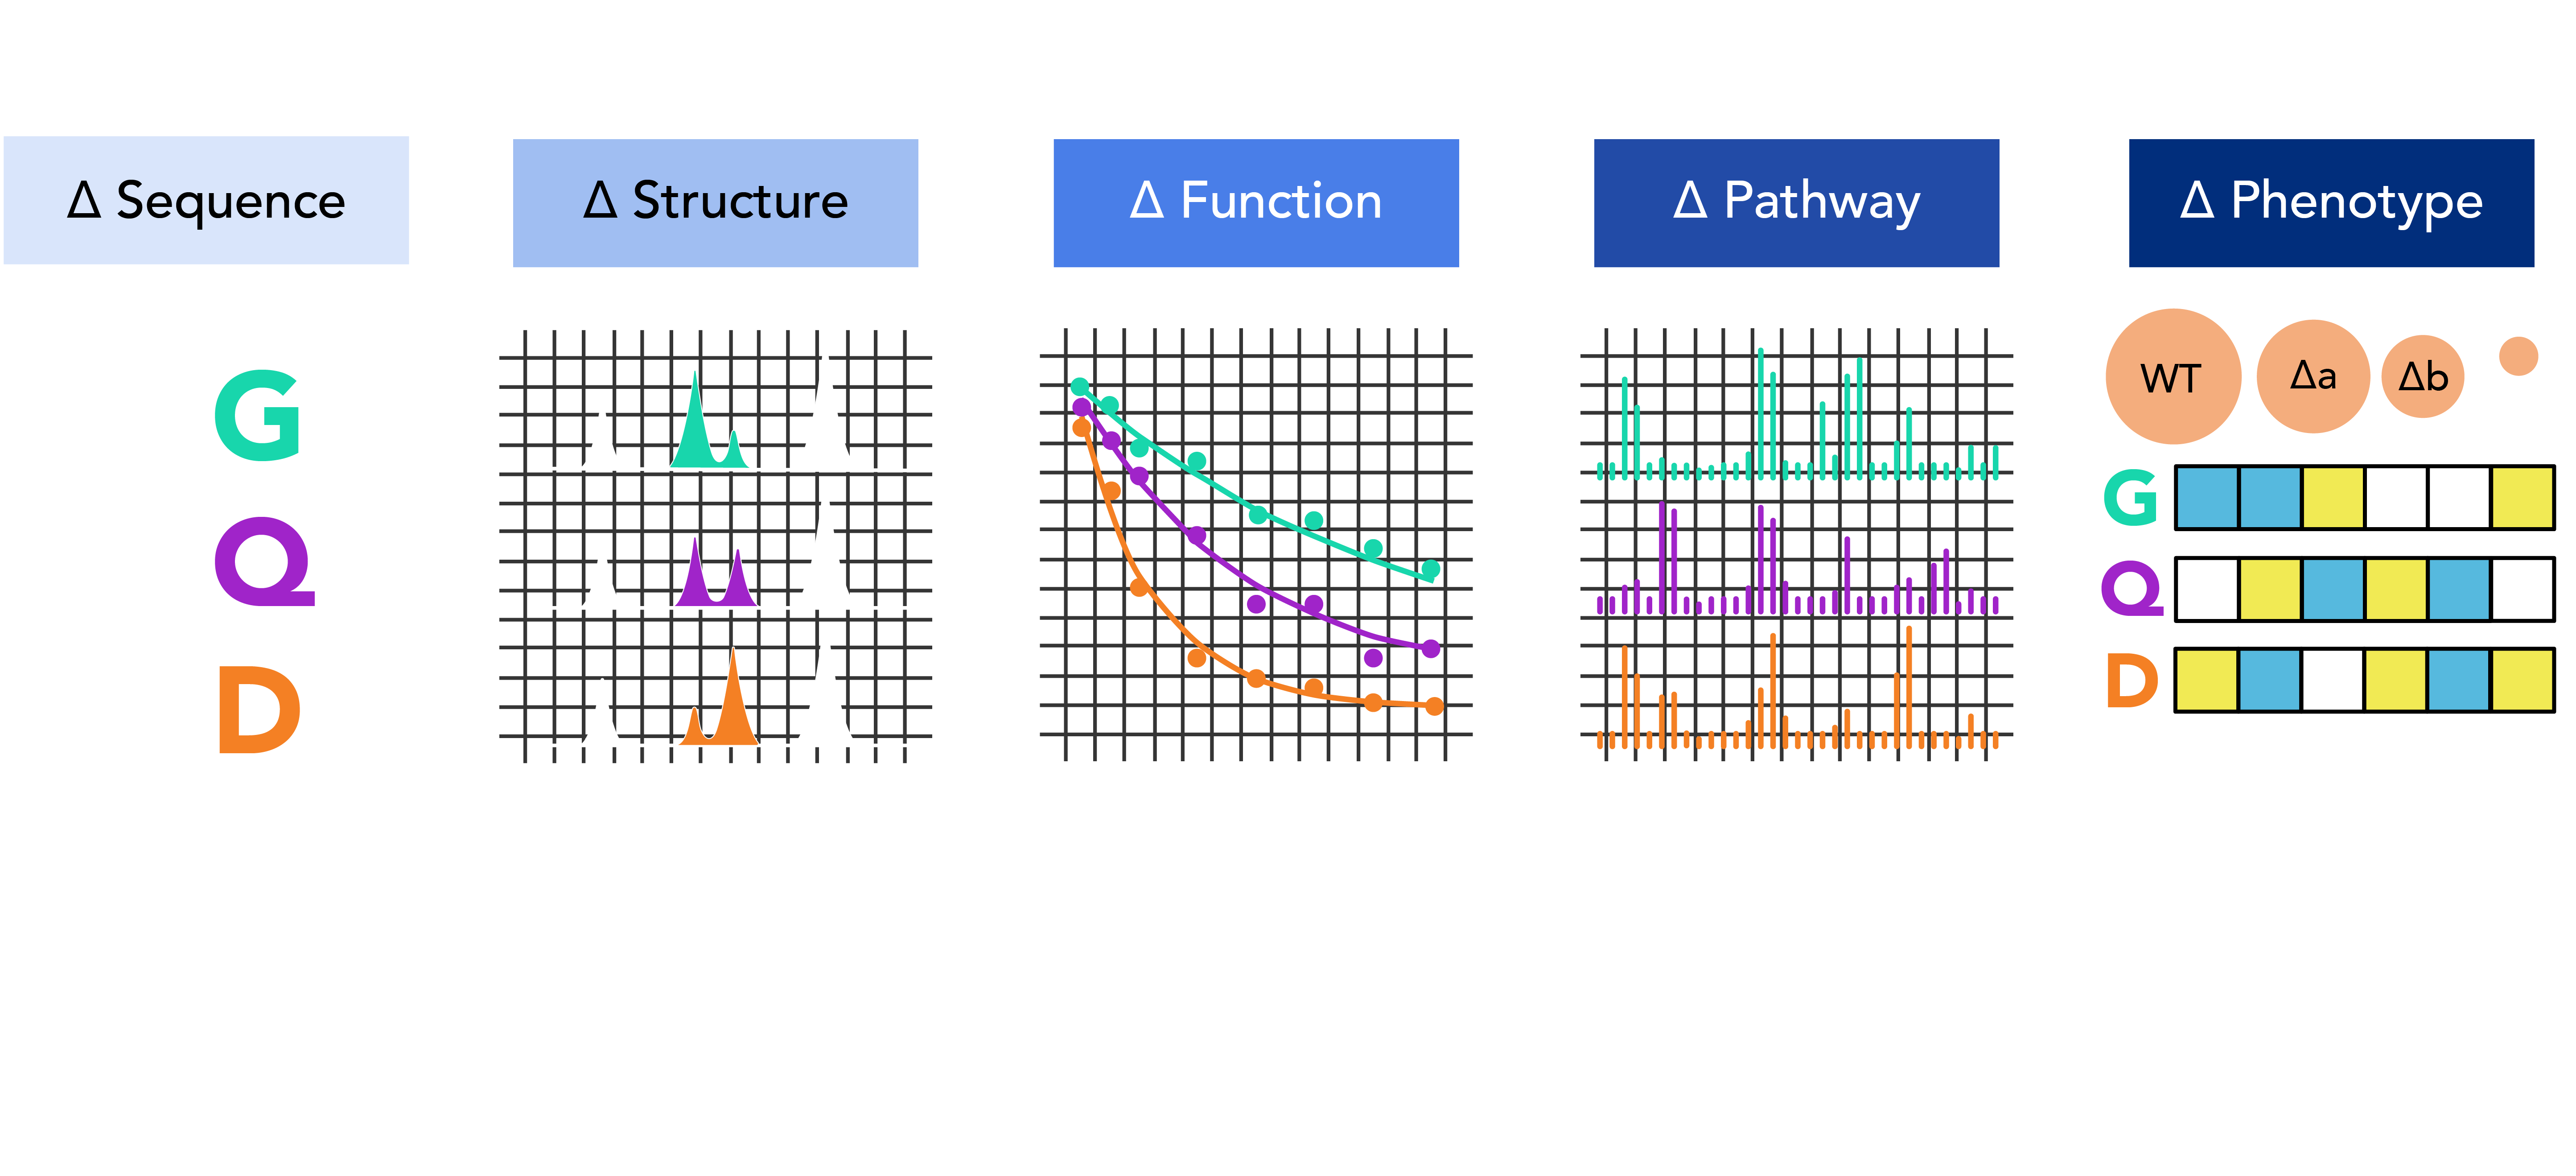 Δ Sequence
Δ Structure
Δ Function
Δ Pathway
Δ Phenotype
G
Q
D
WT
Δa
Δb
G
Q
D